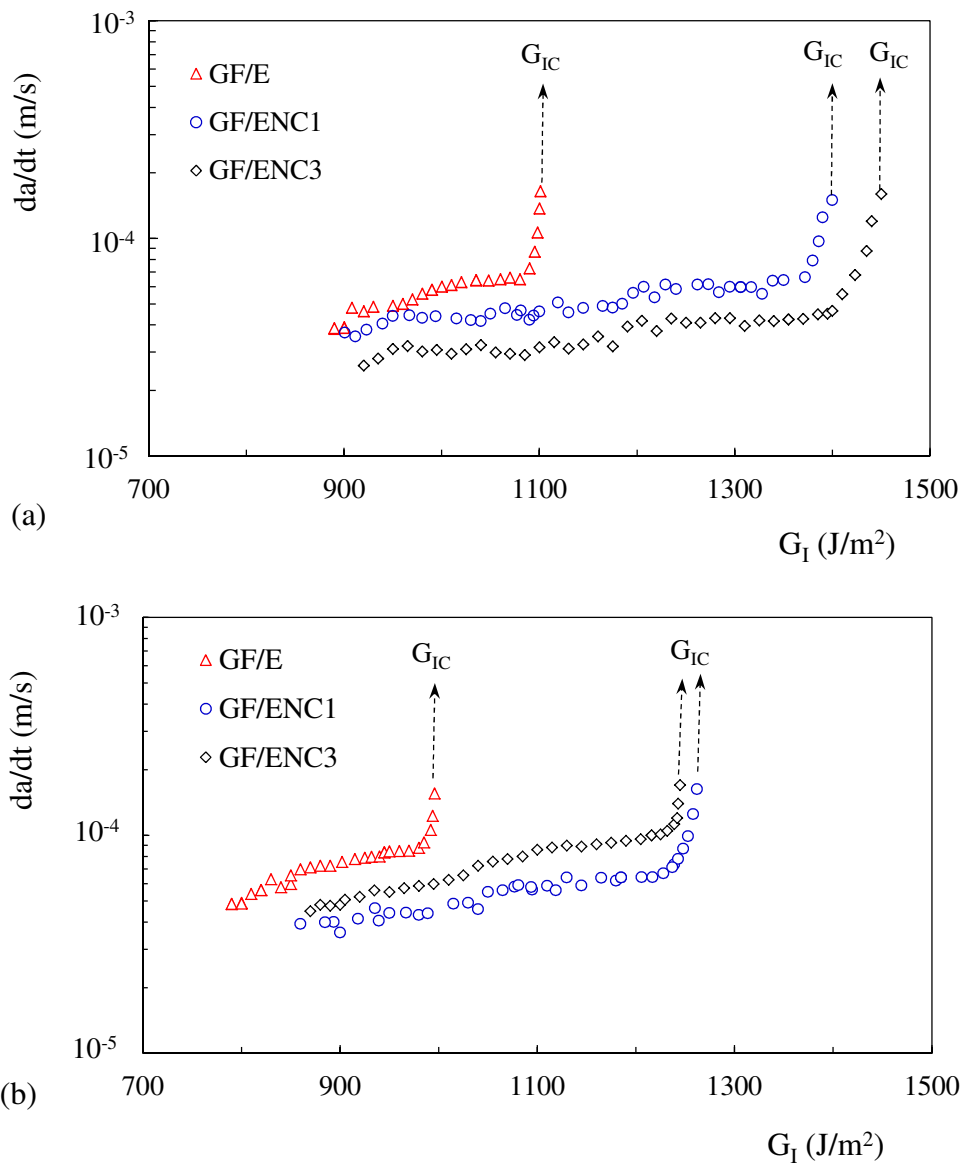 10⁻³
G_IC G_IC G_IC
GF/E
GF/ENC1
GF/ENC3
da/dt (m/s)
10⁻⁴
10⁻⁵
700 900 1100 1300 1500
(a)
G_I (J/m²)
10⁻³
GF/E
G_IC G_IC
GF/ENC1
GF/ENC3
da/dt (m/s)
10⁻⁴
10⁻⁵
700 900 1100 1300 1500
(b)
G_I (J/m²)